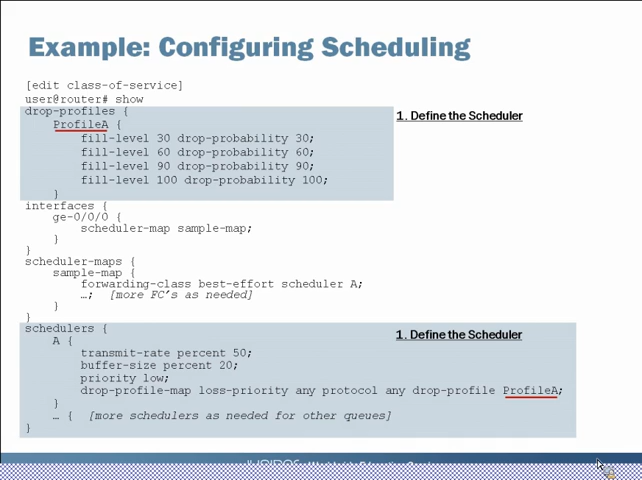 Example: Configuring Scheduling
[edit class-of-service]
user@router# show
drop-profiles {
1. Define the Scheduler
ProfileA {
fill-level 30 drop-probability 30;
fill-level 60 drop-probability 60;
fill-level 90 drop-probability 90;
fill-level 100 drop-probability 100;
}
interfaces {
ge-0/0/0 {
scheduler-map sample-map;
}
}
scheduler-maps {
sample-map {
forwarding-class best-effort scheduler A;
…; [more FC's as needed]
}
}
schedulers {
1. Define the Scheduler
A {
transmit-rate percent 50;
buffer-size percent 20;
priority low;
drop-profile-map loss-priority any protocol any drop-profile ProfileA;
}
… { [more schedulers as needed for other queues]
}